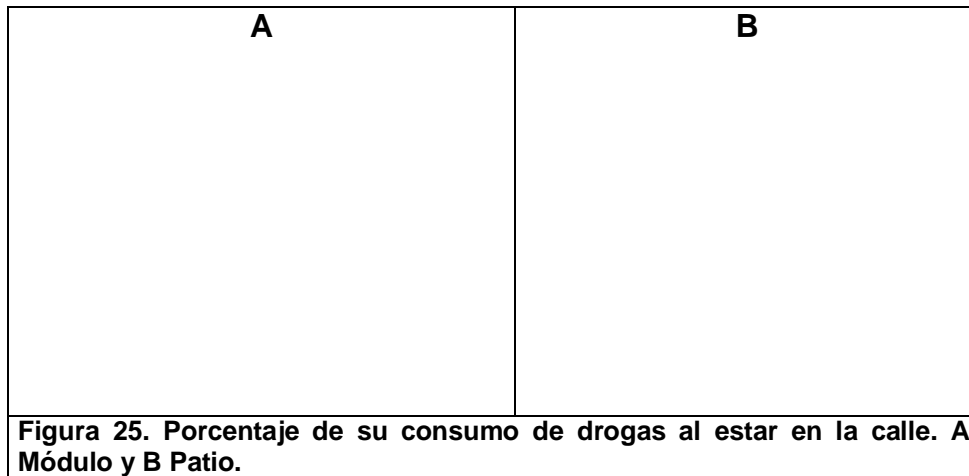 A B
Figura 25. Porcentaje de su consumo de drogas al estar en la calle. A
Módulo y B Patio.